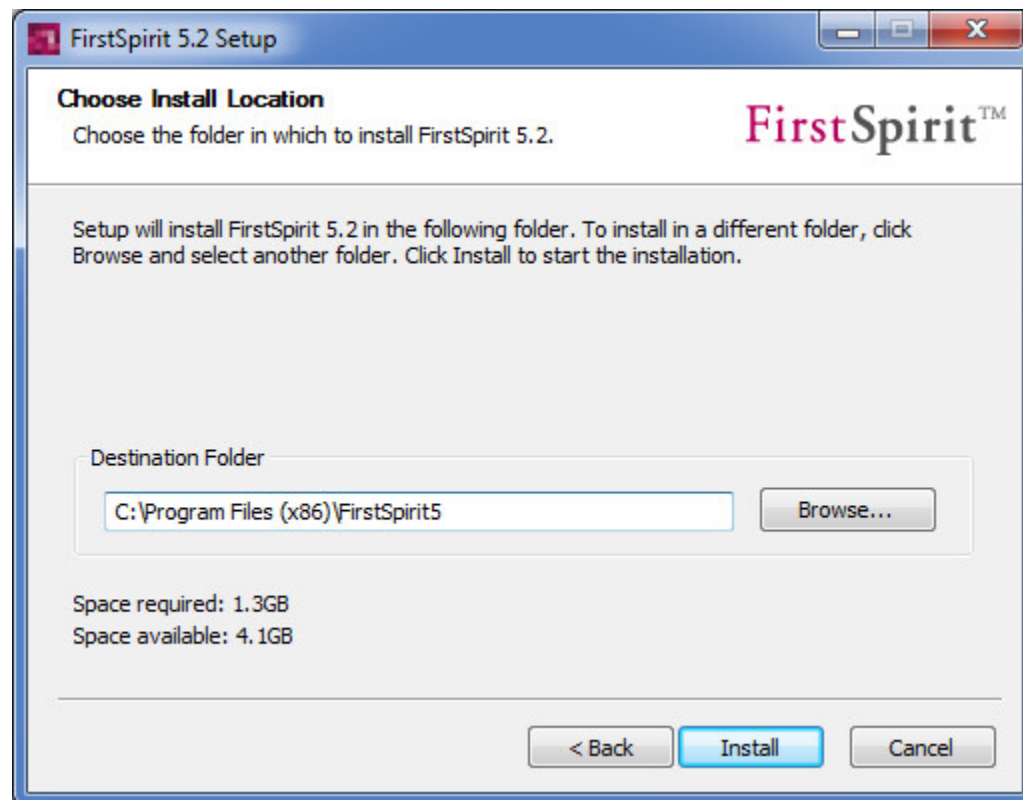 FirstSpirit 5.2 Setup
Choose Install Location
Choose the folder in which to install FirstSpirit 5.2.
FirstSpirit™
Setup will install FirstSpirit 5.2 in the following folder. To install in a different folder, click
Browse and select another folder. Click Install to start the installation.
Destination Folder
C:\Program Files (x86)\FirstSpirit5
Browse...
Space required: 1.3GB
Space available: 4.1GB
< Back
Install
Cancel